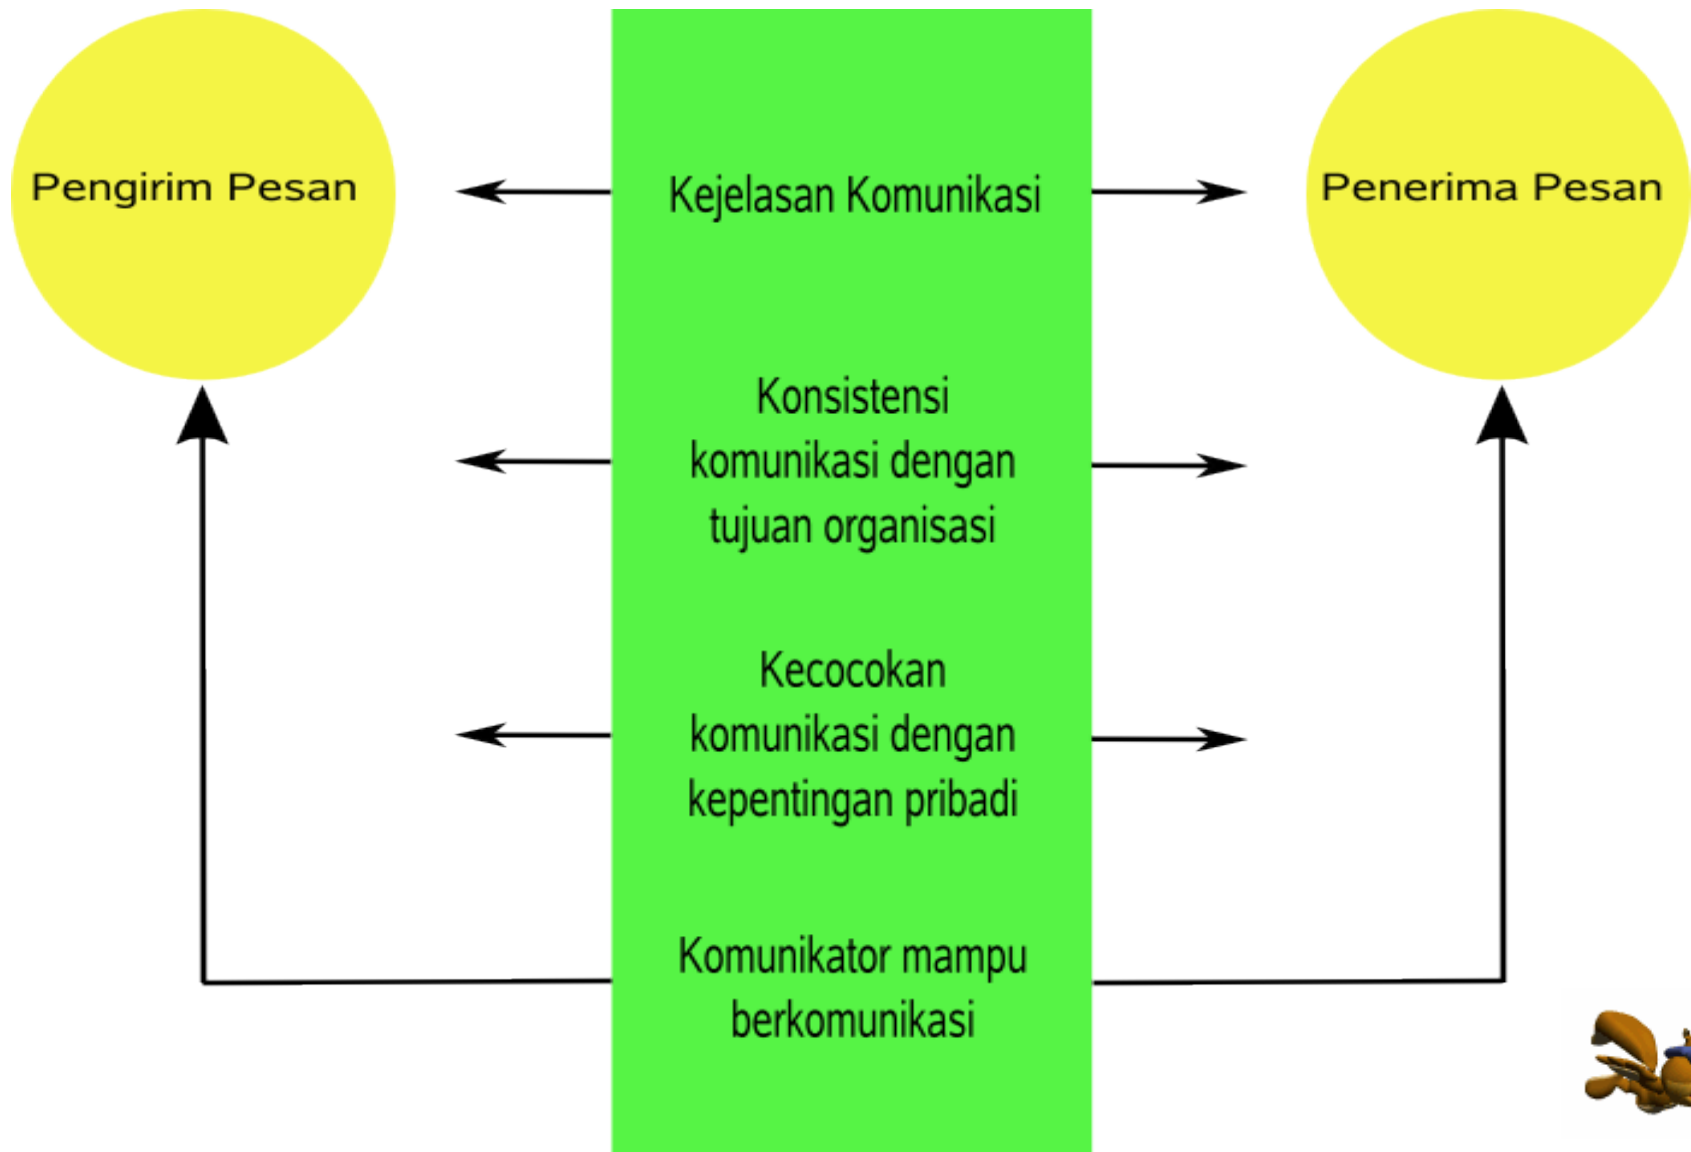 Pengirim Pesan
Kejelasan Komunikasi
Penerima Pesan
Konsistensi
komunikasi dengan
tujuan organisasi
Kecocokan
komunikasi dengan
kepentingan pribadi
Komunikator mampu
berkomunikasi